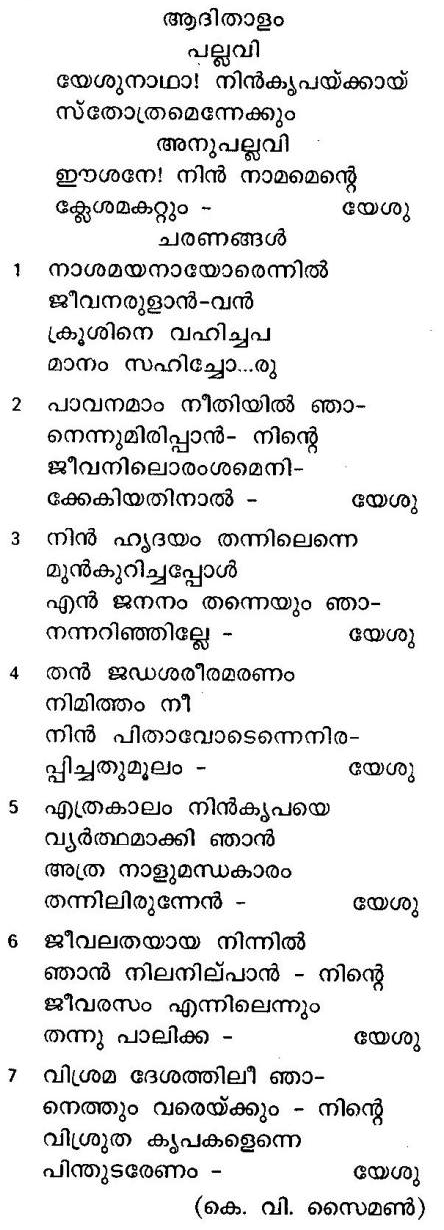 ആദിതാളം
പല്ലവി
യേശുനാഥാ! നിൻകൃപയ്ക്കായ്
സ്തോത്രമെന്നേക്കും
അനുപല്ലവി
ഈശനേ! നിൻ നാമമെന്റെ
ക്ലേശമകറ്റും - യേശു
ചരണങ്ങൾ
1 നാശമയനായോരെന്നിൽ
ജീവനരുളാൻ-വൻ
ക്രൂശിനെ വഹിച്ചപ
മാനം സഹിച്ചോ...രു
2 പാവനമാം നീതിയിൽ ഞാ-
നെന്നുമിരിപ്പാൻ- നിന്റെ
ജീവനിലൊരംശമെനി-
ക്കേകിയതിനാൽ - യേശു
3 നിൻ ഹൃദയം തന്നിലെന്നെ
മുൻകുറിച്ചപ്പോൾ
എൻ ജനനം തന്നെയും ഞാ-
നന്നറിഞ്ഞില്ലേ - യേശു
4 തൻ ജഡശരീരമരണം
നിമിത്തം നീ
നിൻ പിതാവോടെന്നെനിര-
പ്പിച്ചതുമൂലം - യേശു
5 എത്രകാലം നിൻകൃപയെ
വ്യർത്ഥമാക്കി ഞാൻ
അത്ര നാളുമന്ധകാരം
തന്നിലിരുന്നേൻ - യേശു
6 ജീവലതയായ നിന്നിൽ
ഞാൻ നിലനില്പാൻ - നിന്റെ
ജീവരസം എന്നിലെന്നും
തന്നു പാലിക്ക - യേശു
7 വിശ്രമ ദേശത്തിലീ ഞാ-
നെത്തും വരെയ്ക്കും - നിന്റെ
വിശ്രുത കൃപകളെന്നെ
പിന്തുടരേണം - യേശു
(കെ. വി. സൈമൺ)